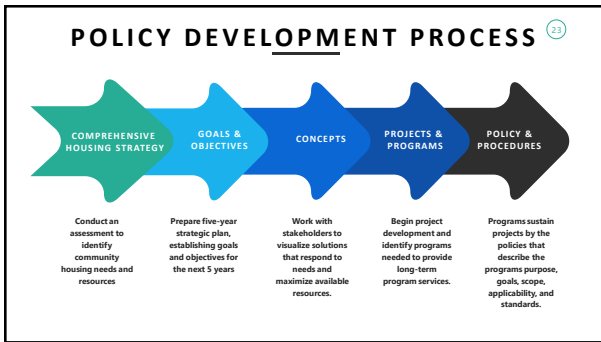 POLICY DEVELOPMENT PROCESS
23
COMPREHENSIVE
HOUSING STRATEGY
GOALS &
OBJECTIVES
CONCEPTS
PROJECTS &
PROGRAMS
POLICY &
PROCEDURES
Conduct an
assessment to
identify
community
housing needs and
resources
Prepare five-year
strategic plan,
establishing goals
and objectives for
the next 5 years
Work with
stakeholders to
visualize solutions
that respond to
needs and
maximize available
resources.
Begin project
development and
identify programs
needed to provide
long-term
program services.
Programs sustain
projects by the
policies that
describe the
programs purpose,
goals, scope,
applicability, and
standards.